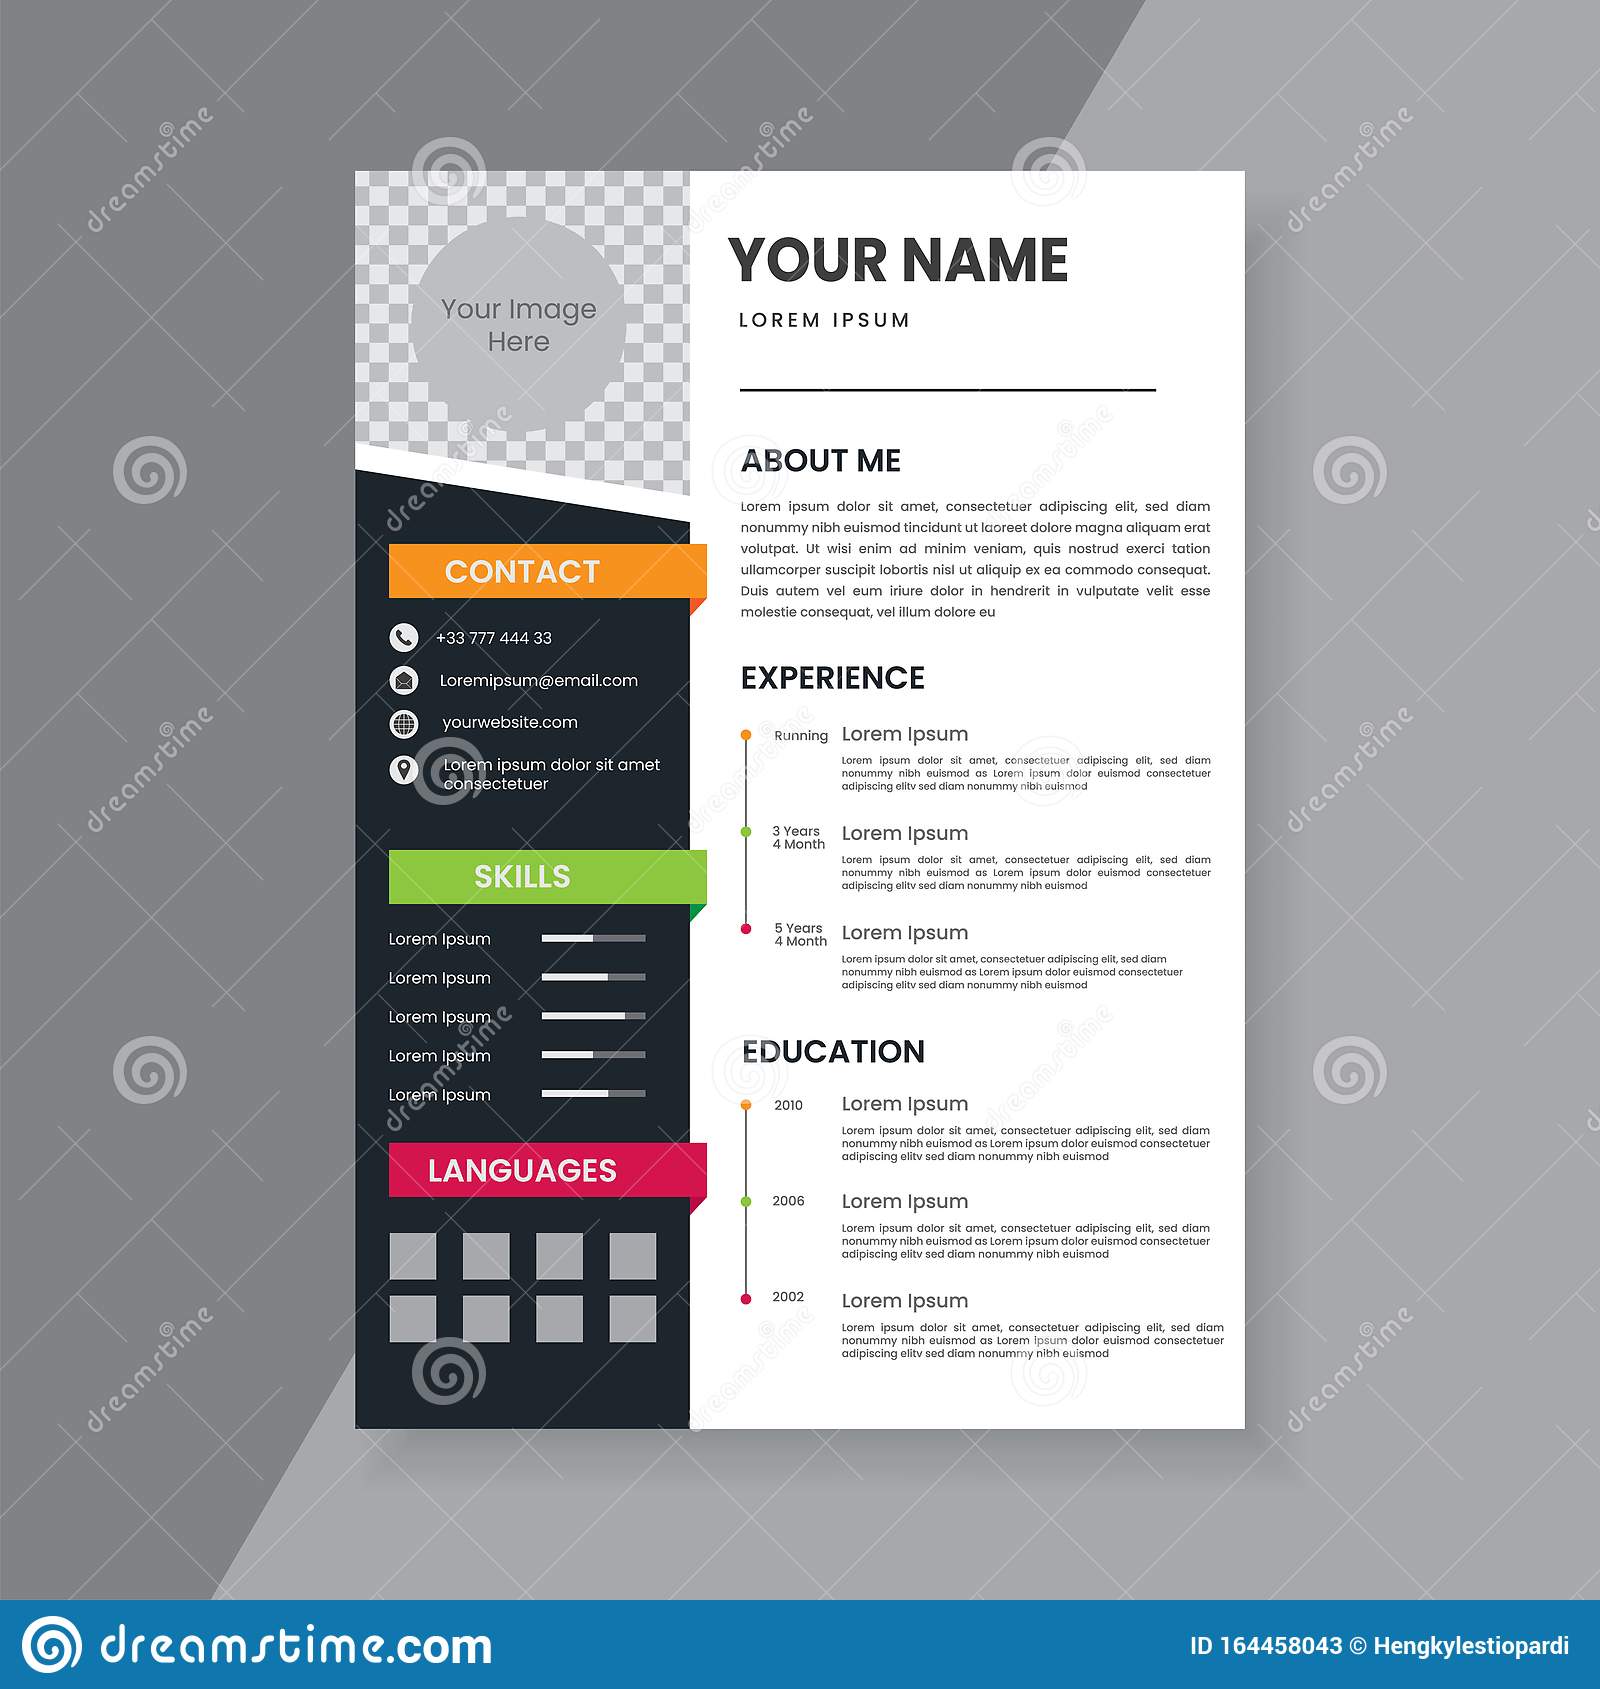 Your Image
Here
CONTACT
+33 777 444 33
Loremipsum@email.com
yourwebsite.com
Lorem ipsum dolor sit amet
consectetuer
SKILLS
Lorem Ipsum
Lorem Ipsum
Lorem Ipsum
Lorem Ipsum
Lorem Ipsum
LANGUAGES
YOUR NAME
LOREM IPSUM
ABOUT ME
Lorem ipsum dolor sit amet, consectetuer adipiscing elit, sed diam
nonummy nibh euismod tincidunt ut laoreet dolore magna aliquam erat
volutpat. Ut wisi enim ad minim veniam, quis nostrud exerci tation
ullamcorper suscipit lobortis nisl ut aliquip ex ea commodo consequat.
Duis autem vel eum iriure dolor in hendrerit in vulputate velit esse
molestie consequat, vel illum dolore eu
EXPERIENCE
Running
Lorem Ipsum
Lorem ipsum dolor sit amet, consectetuer adipiscing elit, sed diam
nonummy nibh euismod as Lorem ipsum dolor euismod consectetuer
adipiscing elitv sed diam nonummy nibh euismod
3 Years
4 Month
Lorem Ipsum
Lorem ipsum dolor sit amet, consectetuer adipiscing elit, sed diam
nonummy nibh euismod as Lorem ipsum dolor euismod consectetuer
adipiscing elitv sed diam nonummy nibh euismod
5 Years
4 Month
Lorem Ipsum
Lorem ipsum dolor sit amet, consectetuer adipiscing elit, sed diam
nonummy nibh euismod as Lorem ipsum dolor euismod consectetuer
adipiscing elitv sed diam nonummy nibh euismod
EDUCATION
2010
Lorem Ipsum
Lorem ipsum dolor sit amet, consectetuer adipiscing elit, sed diam
nonummy nibh euismod as Lorem ipsum dolor euismod consectetuer
adipiscing elitv sed diam nonummy nibh euismod
2006
Lorem Ipsum
Lorem ipsum dolor sit amet, consectetuer adipiscing elit, sed diam
nonummy nibh euismod as Lorem ipsum dolor euismod consectetuer
adipiscing elitv sed diam nonummy nibh euismod
2002
Lorem Ipsum
Lorem ipsum dolor sit amet, consectetuer adipiscing elit, sed diam
nonummy nibh euismod as Lorem ipsum dolor euismod consectetuer
adipiscing elitv sed diam nonummy nibh euismod
dreamstime
dreamstime
dreamstime
dreamstime
dreamstime
dreamstime
dreamstime
dreamstime
dreamstime
dreamstime
dreamstime
dreamstime
dreamstime
dreamstime.com
ID 164458043 © Hengkylestiopardi